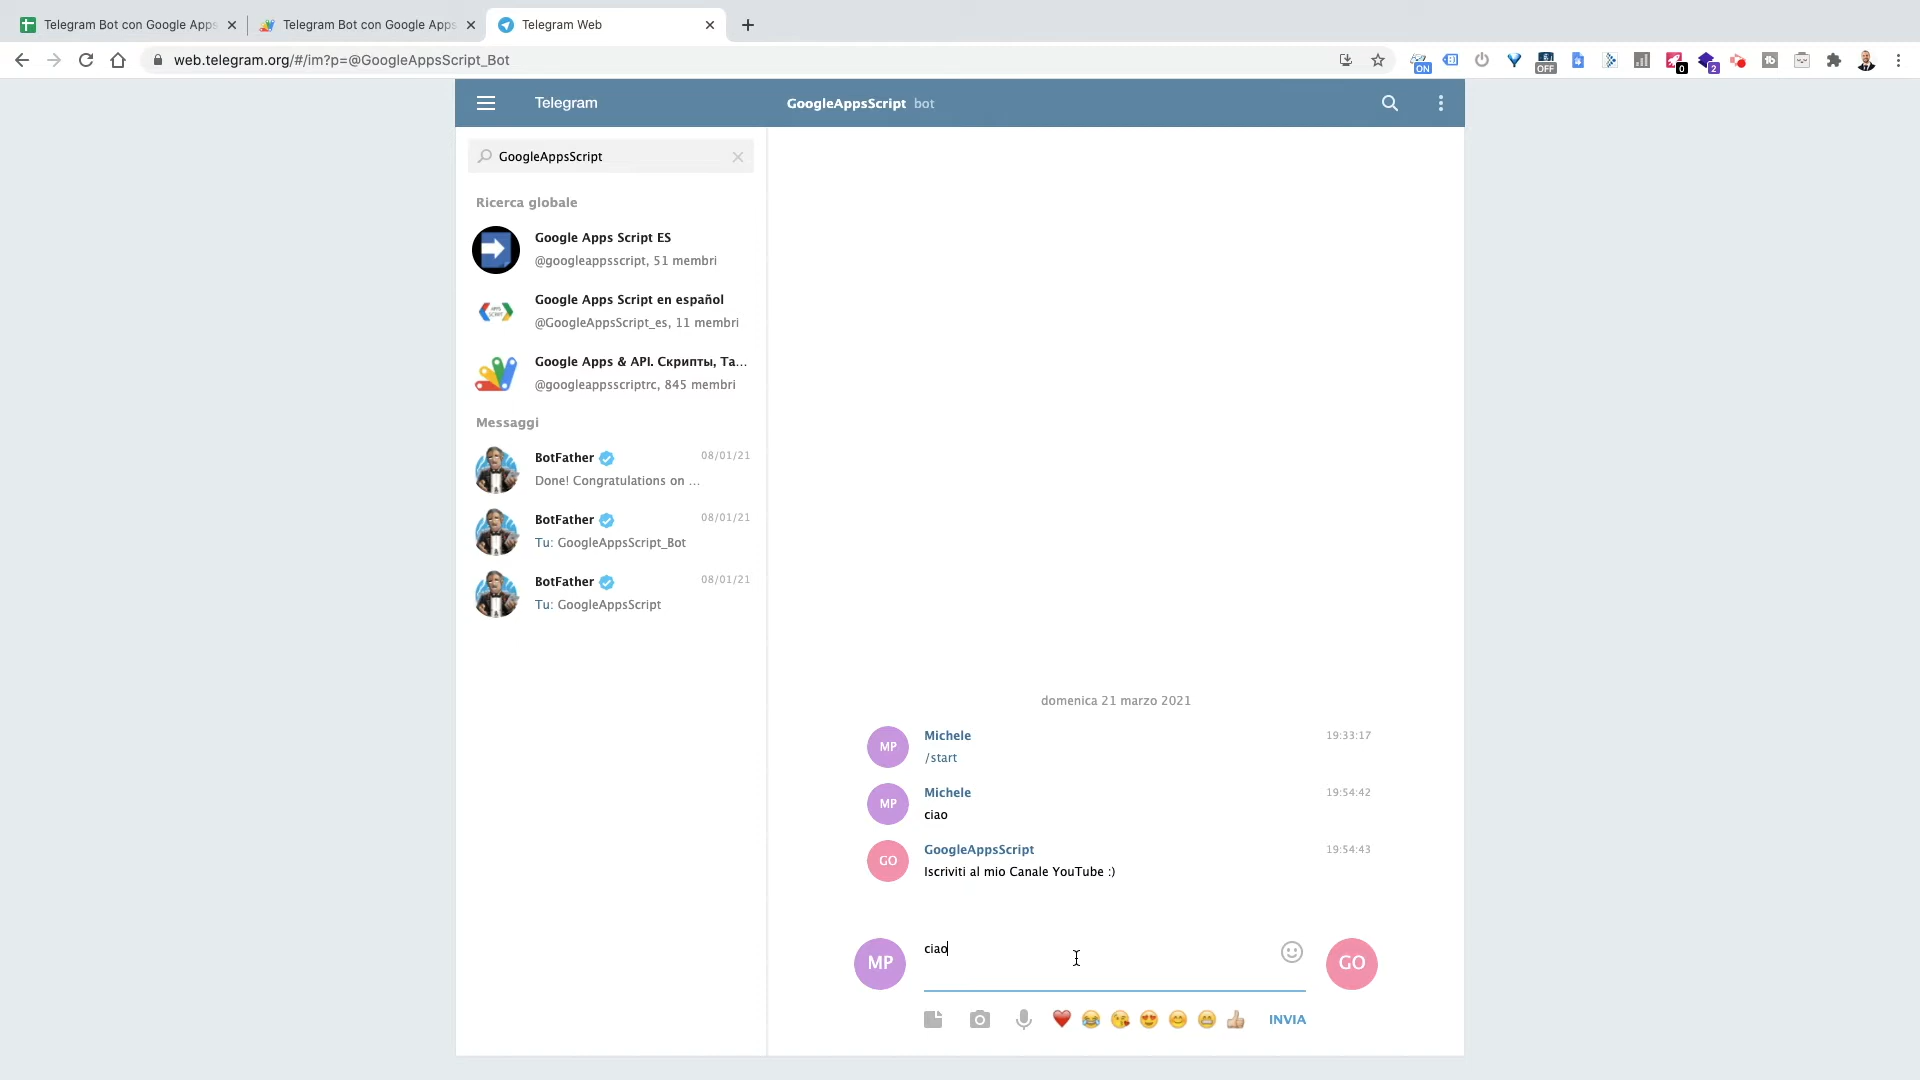 Telegram Bot con Google Apps
Telegram Bot con Google Apps
Telegram Web
web.telegram.org/#/im?p=@GoogleAppsScript_Bot
ON
OFF
0
2
Telegram
GoogleAppsScript bot
GoogleAppsScript
Ricerca globale
Google Apps Script ES
@googleappsscript, 51 membri
Google Apps Script en español
@GoogleAppsScript_es, 11 membri
Google Apps & API. Скрипты, Та...
@googleappsscriptrc, 845 membri
Messaggi
BotFather 08/01/21
Done! Congratulations on ...
BotFather 08/01/21
Tu: GoogleAppsScript_Bot
BotFather 08/01/21
Tu: GoogleAppsScript
domenica 21 marzo 2021
MP
Michele 19:33:17
/start
MP
Michele 19:54:42
ciao
GO
GoogleAppsScript 19:54:43
Iscriviti al mio Canale YouTube :)
MP
ciao
GO
INVIA